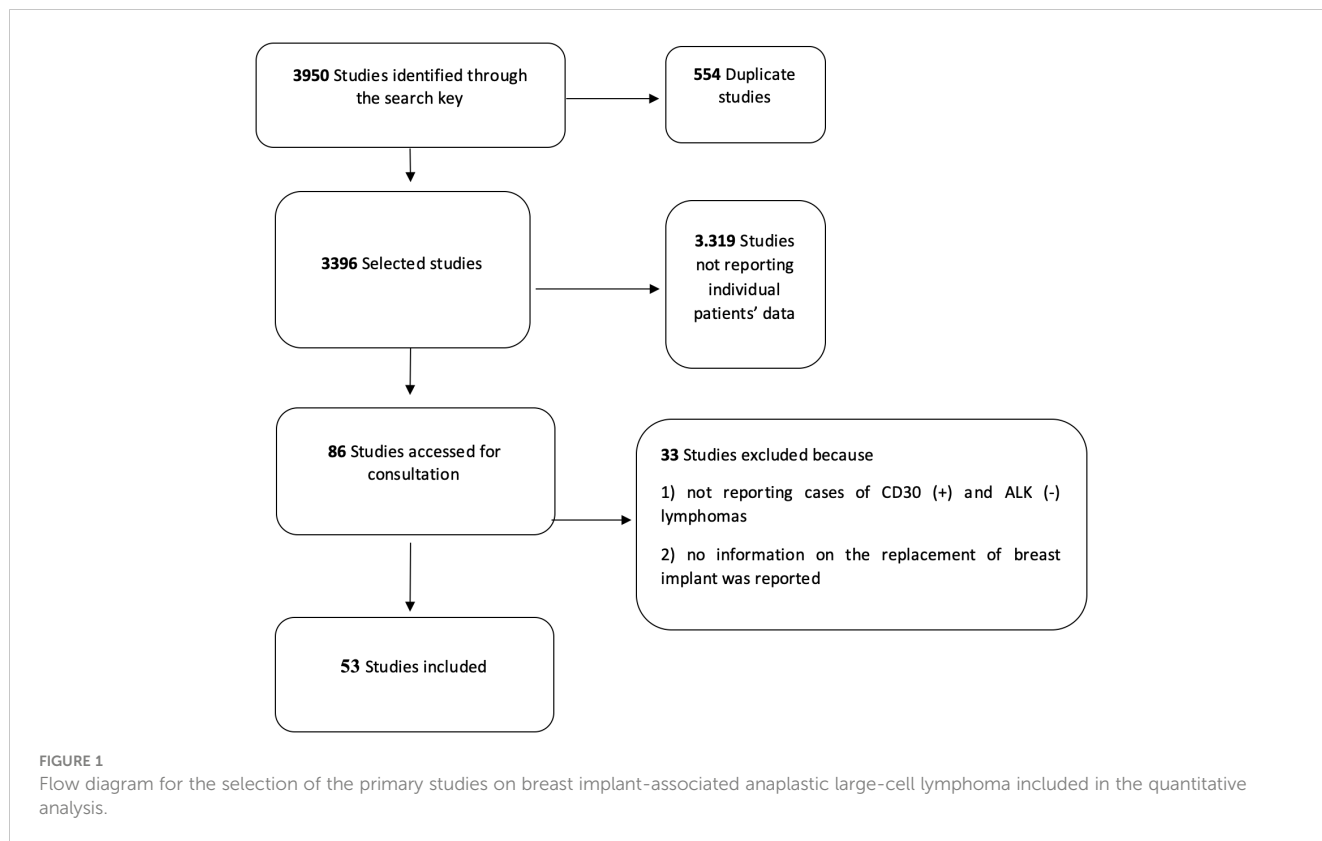 3950 Studies identified through
the search key
554 Duplicate
studies
3396 Selected studies
3.319 Studies
not reporting
individual
patients’ data
86 Studies accessed for
consultation
33 Studies excluded because
1) not reporting cases of CD30 (+) and ALK (-)
lymphomas
2) no information on the replacement of breast
implant was reported
53 Studies included
FIGURE 1
Flow diagram for the selection of the primary studies on breast implant-associated anaplastic large-cell lymphoma included in the quantitative
analysis.